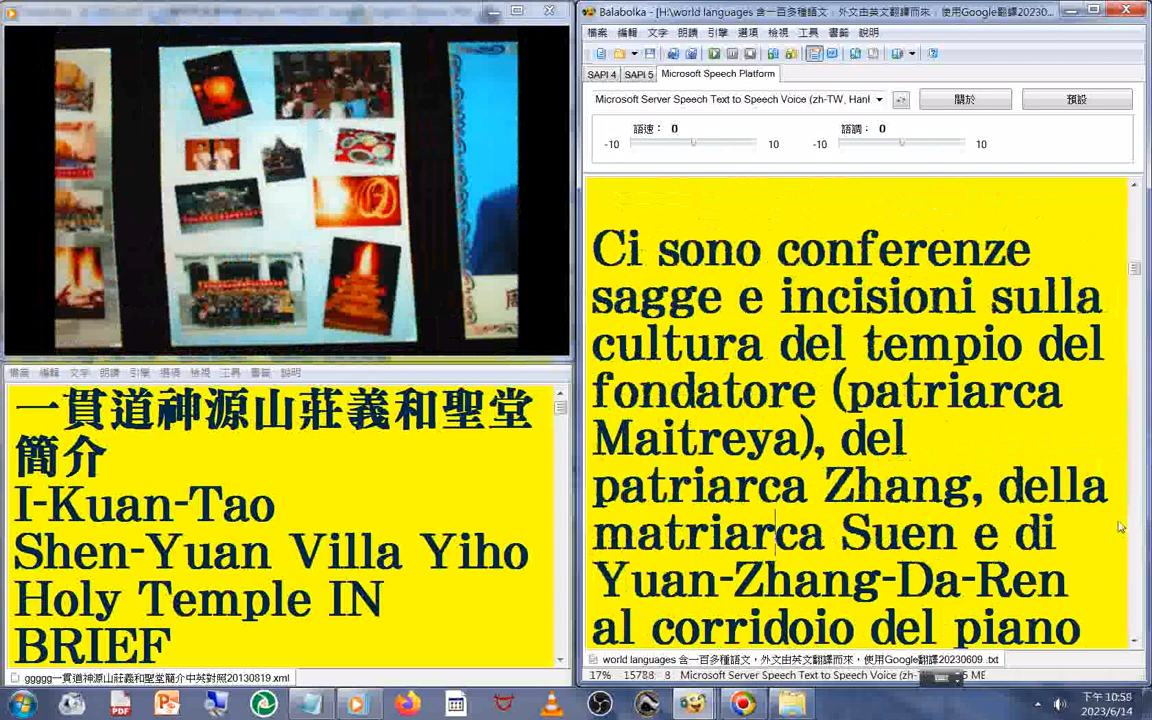 Balabolka - [H:\world languages 含一百多種語文，外文由英文翻譯而來，使用Google翻譯20230...
檔案 編輯 文字 朗讀 引擎 選項 檢視 工具 書籤 說明
SAPI 4 SAPI 5 Microsoft Speech Platform
Microsoft Server Speech Text to Speech Voice (zh-TW, Hanl
關於
預設
語速： 0
語調： 0
-10 10 -10 10
Ci sono conferenze
sagge e incisioni sulla
cultura del tempio del
fondatore (patriarca
Maitreya), del
patriarca Zhang, della
matriarca Suen e di
Yuan-Zhang-Da-Ren
al corridoio del piano
world languages 含一百多種語文，外文由英文翻譯而來，使用Google翻譯20230609 .txt
17% 15788 8 Microsoft Server Speech Text to Speech Voice (zh-
檔案 編輯 文字 朗讀 引擎 選項 檢視 工具 書籤 說明
一貫道神源山莊義和聖堂
簡介
I-Kuan-Tao
Shen-Yuan Villa Yiho
Holy Temple IN
BRIEF
ggggg一貫道神源山莊義和聖堂簡介中英對照20130819.xml
下午 10:58
2023/6/14